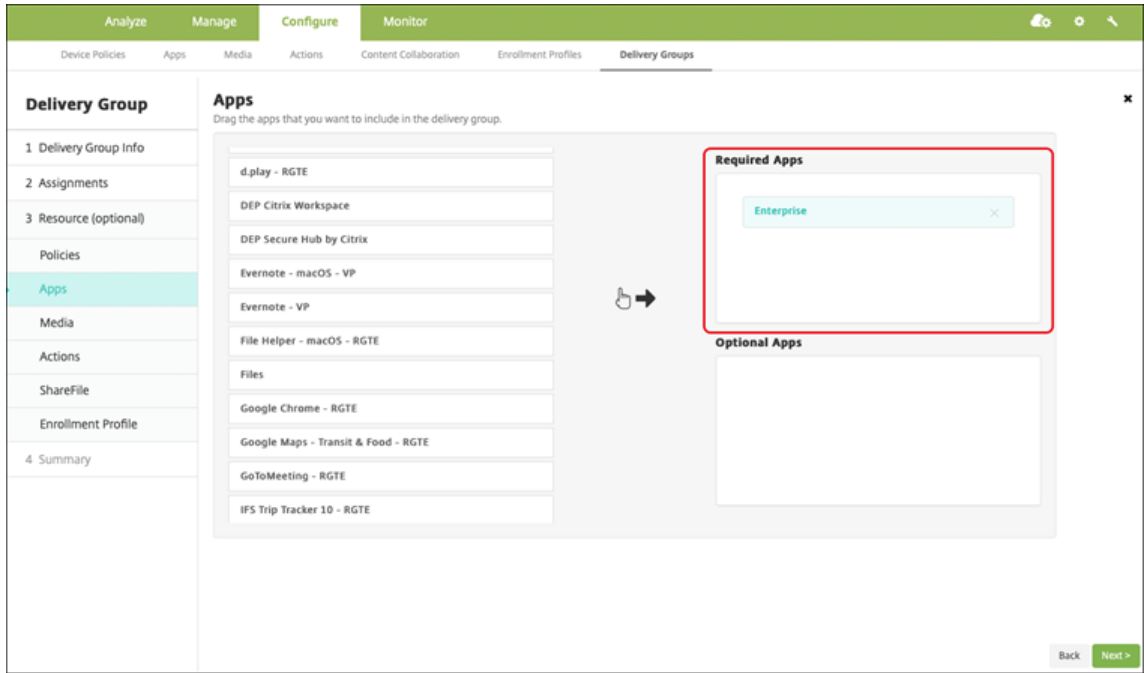 Analyze Manage Configure Monitor
Device Policies Apps Media Actions Content Collaboration Enrollment Profiles Delivery Groups
Delivery Group
1 Delivery Group Info
2 Assignments
3 Resource (optional)
Policies
Apps
Media
Actions
ShareFile
Enrollment Profile
4 Summary
Apps
Drag the apps that you want to include in the delivery group.
d.play - RGTE
DEP Citrix Workspace
DEP Secure Hub by Citrix
Evernote - macOS - VP
Evernote - VP
File Helper - macOS - RGTE
Files
Google Chrome - RGTE
Google Maps - Transit & Food - RGTE
GoToMeeting - RGTE
IFS Trip Tracker 10 - RGTE
Required Apps
Enterprise
Optional Apps
Back Next >